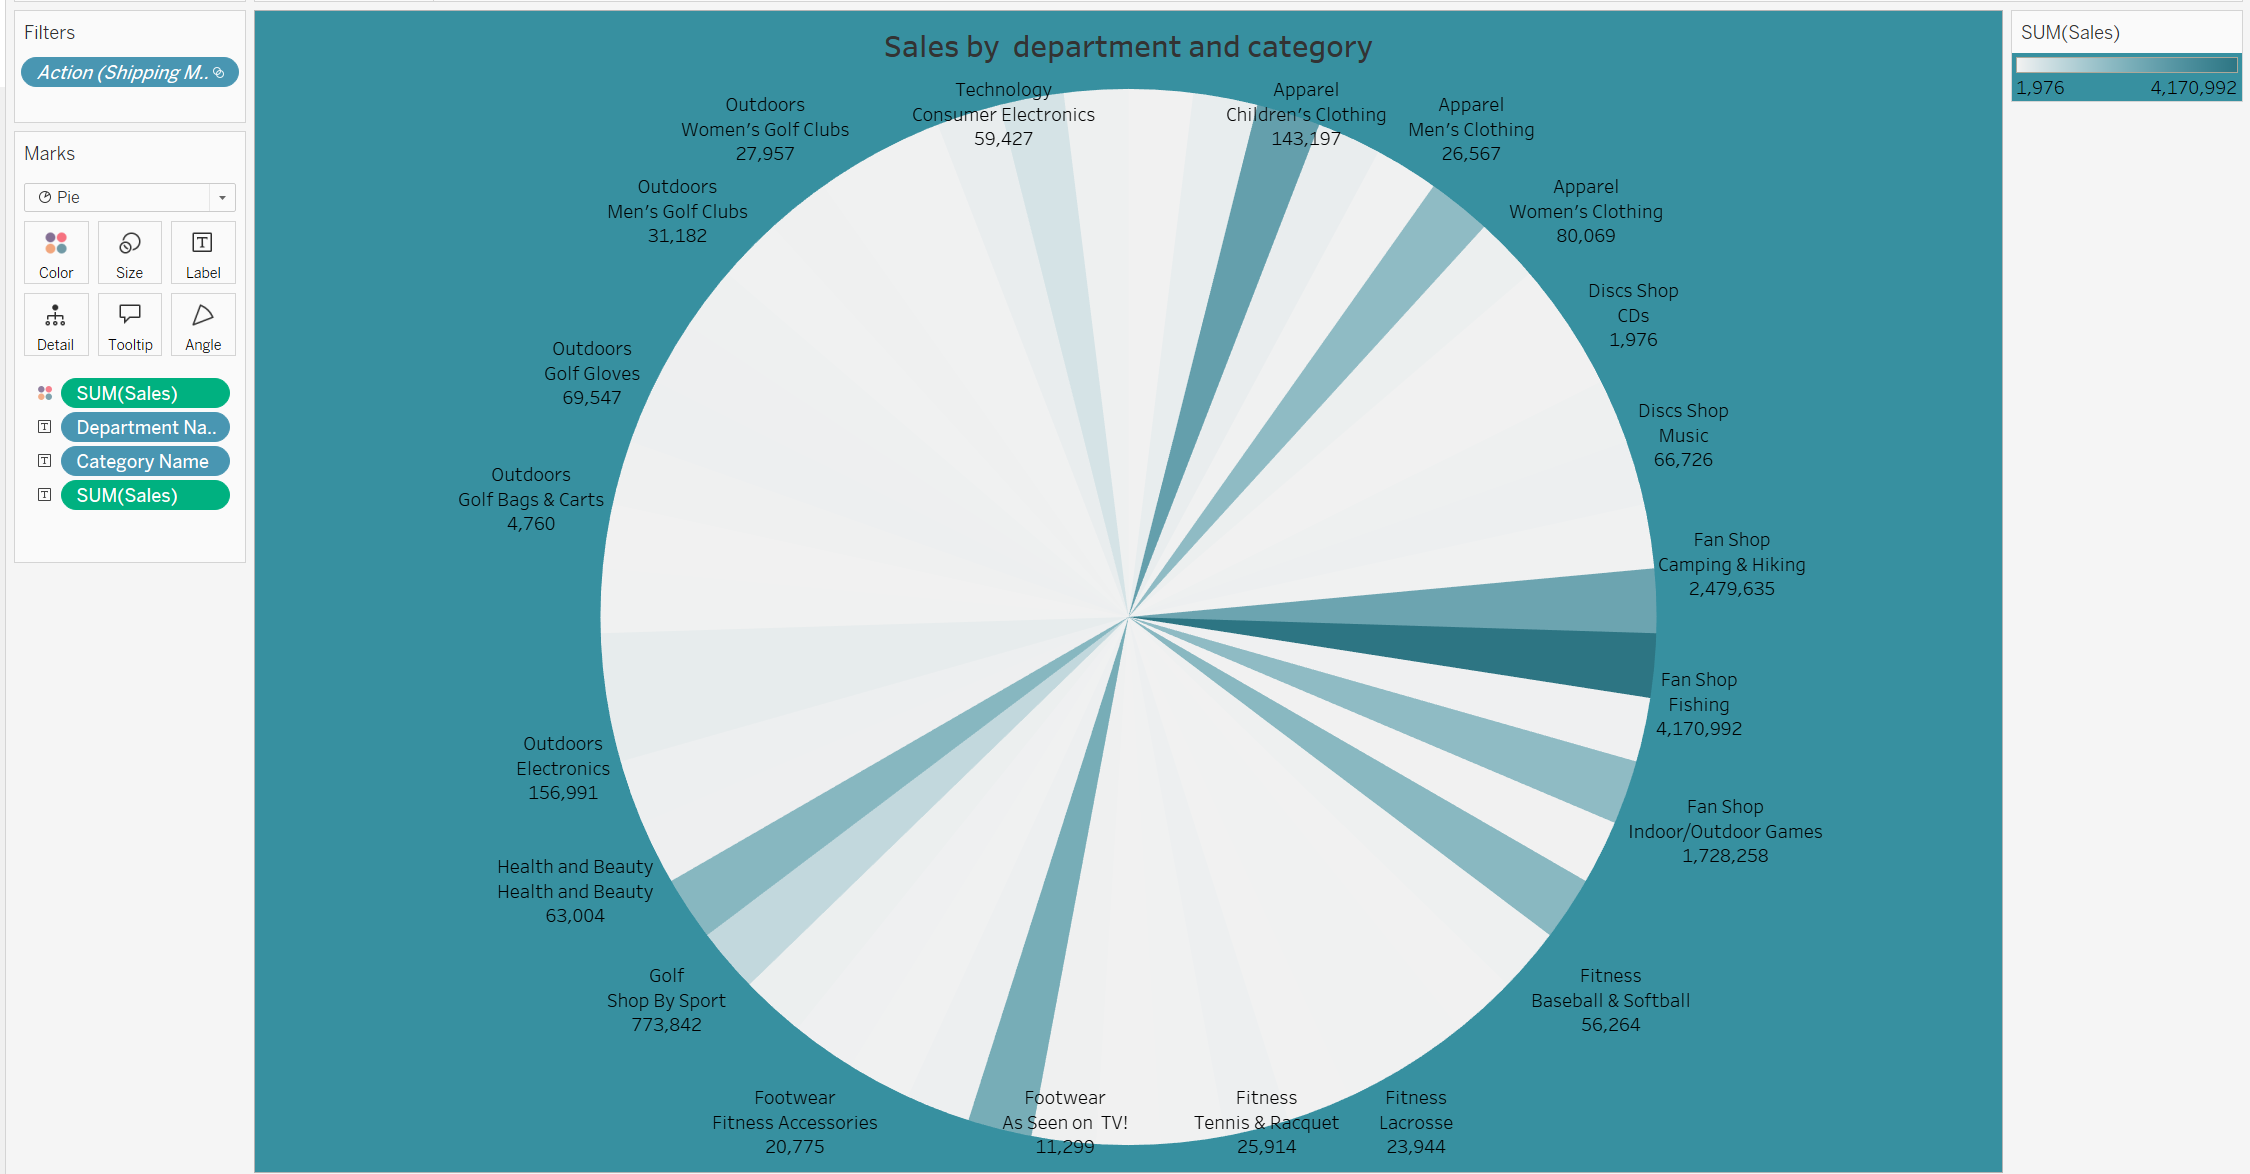 Filters
Action (Shipping M..
Marks
Pie
Color
Size
Label
Detail
Tooltip
Angle
SUM(Sales)
Department Na..
Category Name
SUM(Sales)
Sales by  department and category
Technology
Consumer Electronics
59,427
Apparel
Children's Clothing
143,197
Outdoors
Women's Golf Clubs
27,957
Apparel
Men's Clothing
26,567
Outdoors
Men's Golf Clubs
31,182
Apparel
Women's Clothing
80,069
Discs Shop
CDs
1,976
Outdoors
Golf Gloves
69,547
Discs Shop
Music
66,726
Outdoors
Golf Bags & Carts
4,760
Fan Shop
Camping & Hiking
2,479,635
Fan Shop
Fishing
4,170,992
Outdoors
Electronics
156,991
Fan Shop
Indoor/Outdoor Games
1,728,258
Health and Beauty
Health and Beauty
63,004
Golf
Shop By Sport
773,842
Fitness
Baseball & Softball
56,264
Footwear
Fitness Accessories
20,775
Footwear
As Seen on  TV!
11,299
Fitness
Tennis & Racquet
25,914
Fitness
Lacrosse
23,944
SUM(Sales)
1,976
4,170,992